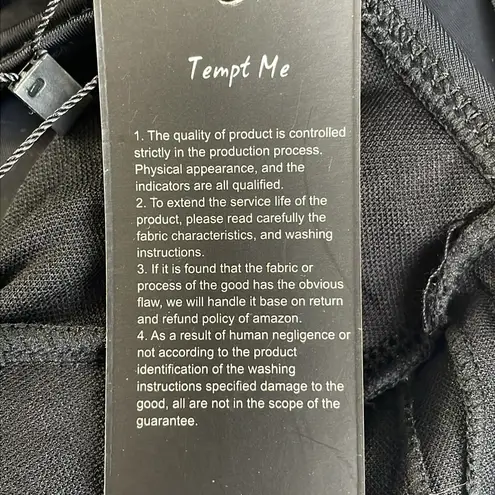 Tempt Me
1. The quality of product is controlled
strictly in the production process.
Physical appearance, and the
indicators are all qualified.
2. To extend the service life of the
product, please read carefully the
fabric characteristics, and washing
instructions.
3. If it is found that the fabric or
process of the good has the obvious
flaw, we will handle it base on return
and refund policy of amazon.
4. As a result of human negligence or
not according to the product
identification of the washing
instructions specified damage to the
good, all are not in the scope of the
guarantee.